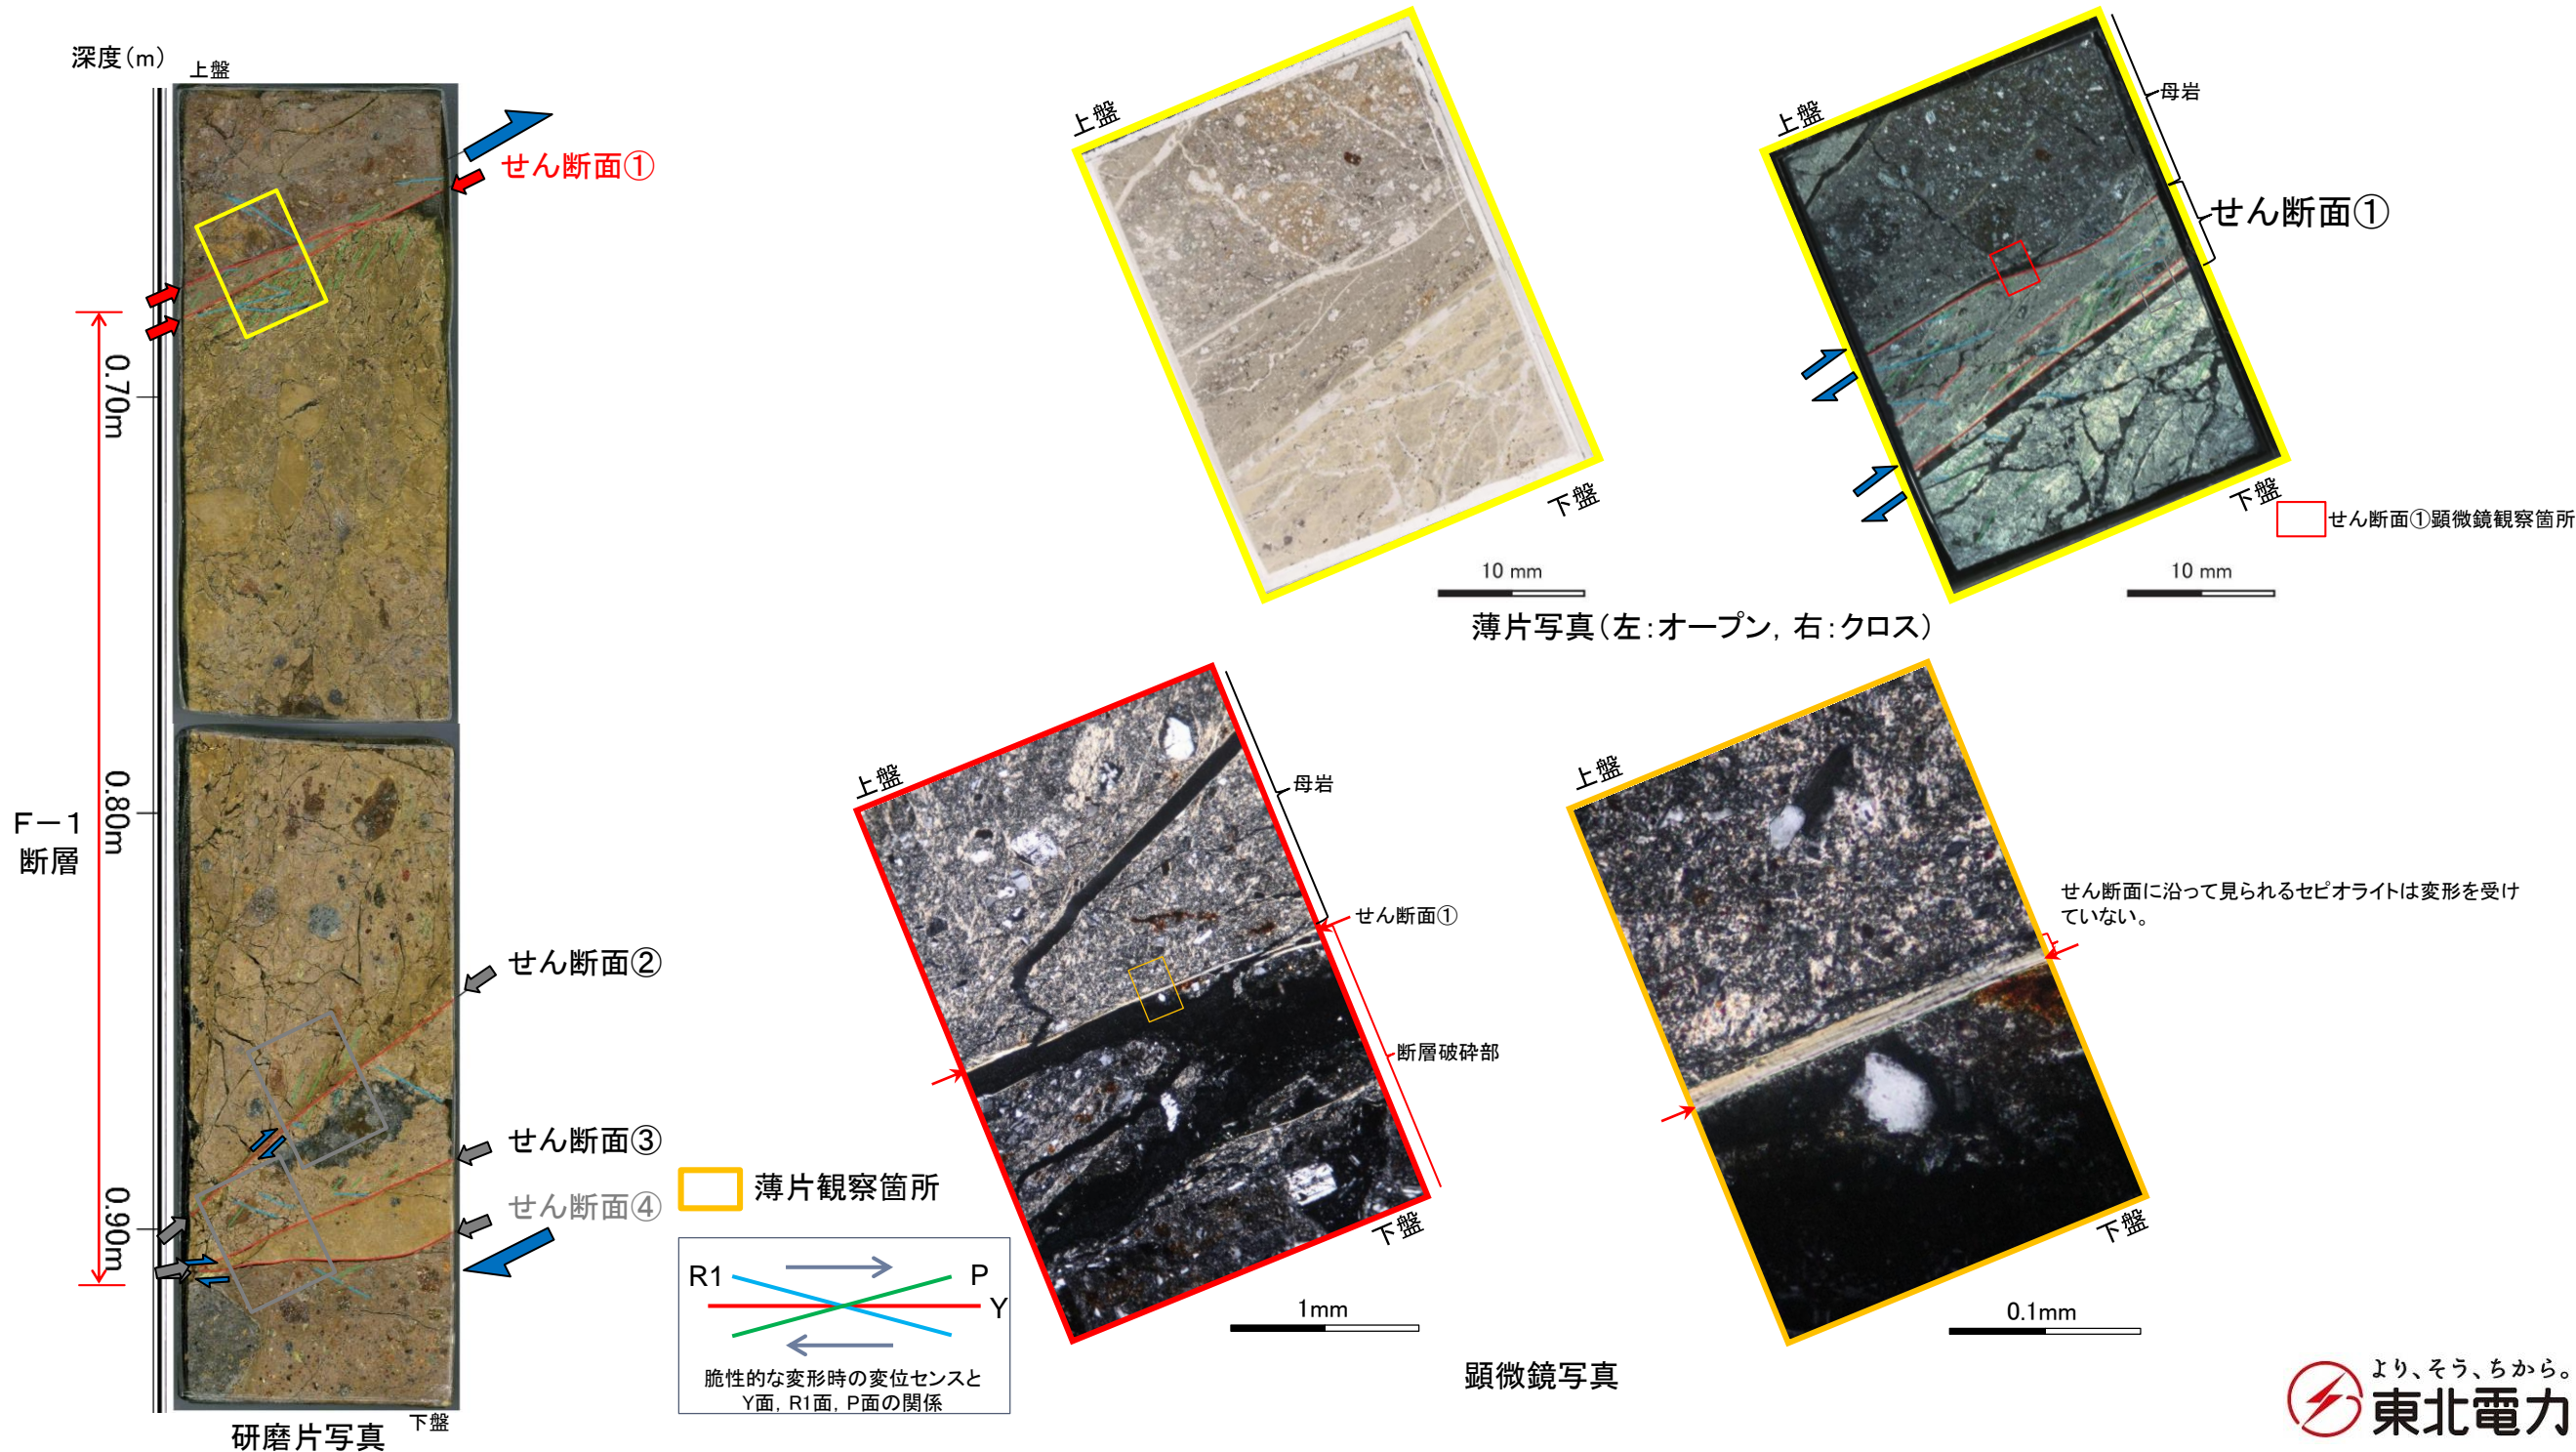 深度(m)
上盤
せん断面①
0.70m
0.80m
0.90m
F-1
断層
せん断面②
せん断面③
せん断面④
下盤
研磨片写真
上盤
下盤
10 mm
上盤
母岩
せん断面①
下盤
せん断面①顕微鏡観察箇所
10 mm
薄片写真(左:オープン, 右:クロス)
上盤
母岩
せん断面①
断層破砕部
下盤
1mm
上盤
せん断面に沿って見られるセピオライトは変形を受け
ていない。
下盤
0.1mm
顕微鏡写真
薄片観察箇所
R1
P
Y
脆性的な変形時の変位センスと
Y面, R1面, P面の関係
より、そう、ちから。
東北電力